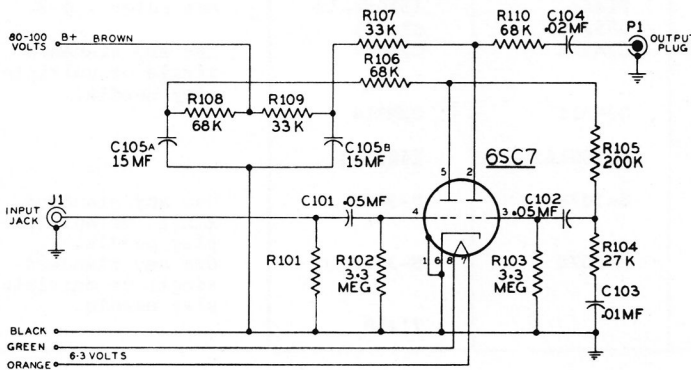 80-100 VOLTS B+ BROWN
R107 33K
R110 68K
C104 .02MF
P1
OUTPUT PLUG
R106 68K
R108 68K
R109 33K
C105A 15MF
C105B 15MF
R105 200K
6SC7
5 2
J1
INPUT JACK
C101 .05MF
4 3
C102 .05MF
R101
R102 3.3 MEG
1 6 8 7
R103 3.3 MEG
R104 27K
C103 .01MF
BLACK
GREEN
6.3 VOLTS
ORANGE